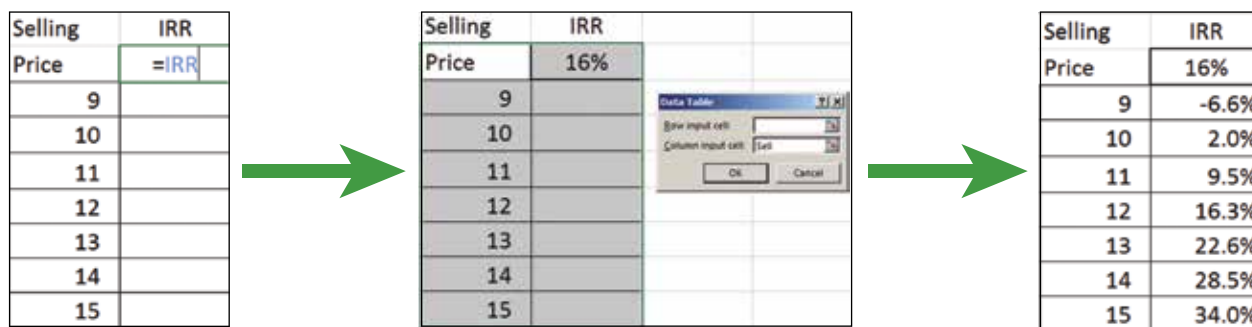 Selling IRR
Price =IRR
9
10
11
12
13
14
15
Selling IRR
Price 16%
9
10
11
12
13
14
15
Data Table
Row input cell:
Column input cell: Sell
OK Cancel
Selling IRR
Price 16%
9 -6.6%
10 2.0%
11 9.5%
12 16.3%
13 22.6%
14 28.5%
15 34.0%